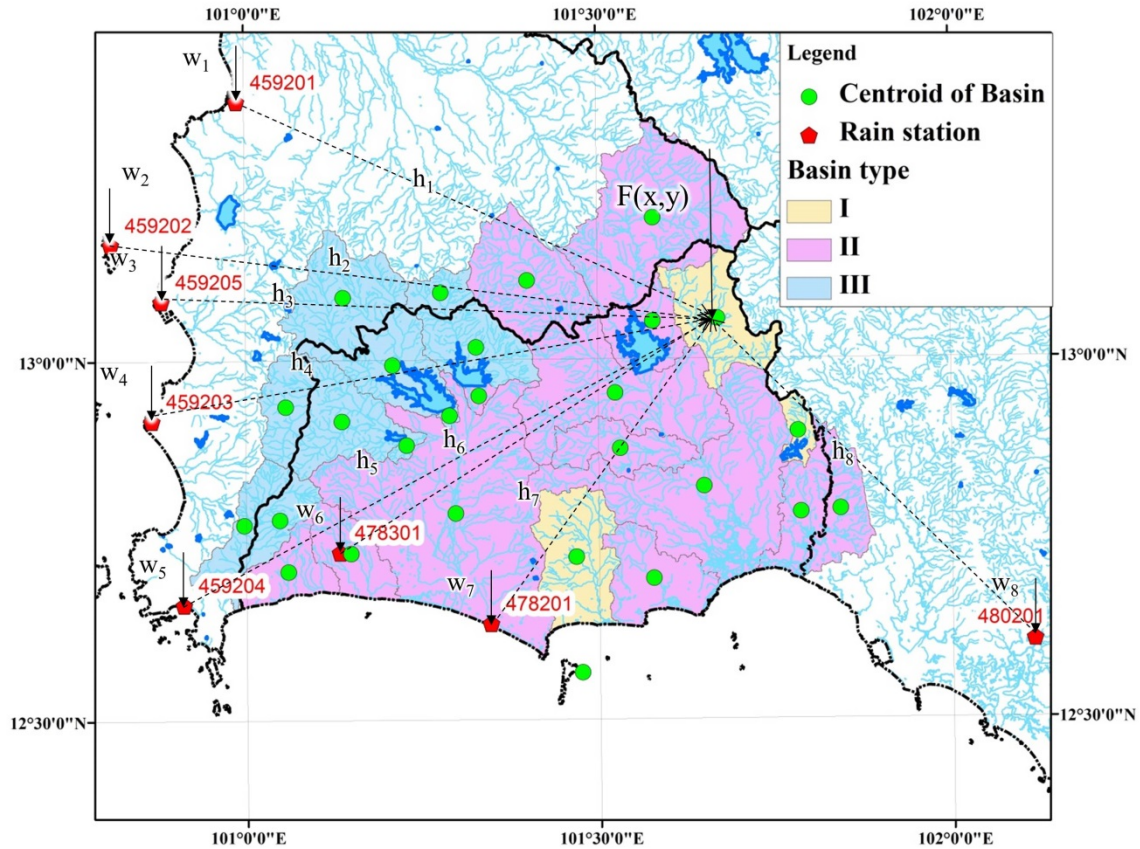 101°0'0"E
101°30'0"E
102°0'0"E
Legend
Centroid of Basin
Rain station
Basin type
I
II
III
w1
459201
w2
459202
w3
459205
h1
h2
h3
F(x,y)
13°0'0"N
13°0'0"N
w4
459203
h4
h5
h6
h7
h8
w5
459204
w6
478301
w7
478201
w8
480201
12°30'0"N
12°30'0"N
101°0'0"E
101°30'0"E
102°0'0"E